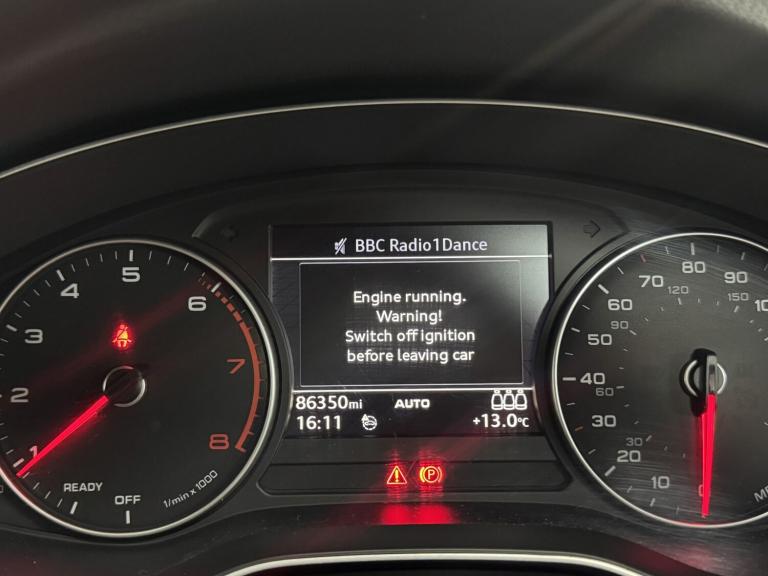 BBC Radio1Dance
Engine running.
Warning!
Switch off ignition
before leaving car
86350mi
AUTO
16:11
+13.0°C
1
2
3
4
5
6
7
8
READY
OFF
1/min x 1000
P
0
10
20
30
40
50
60
70
80
90
30
60
90
120
150